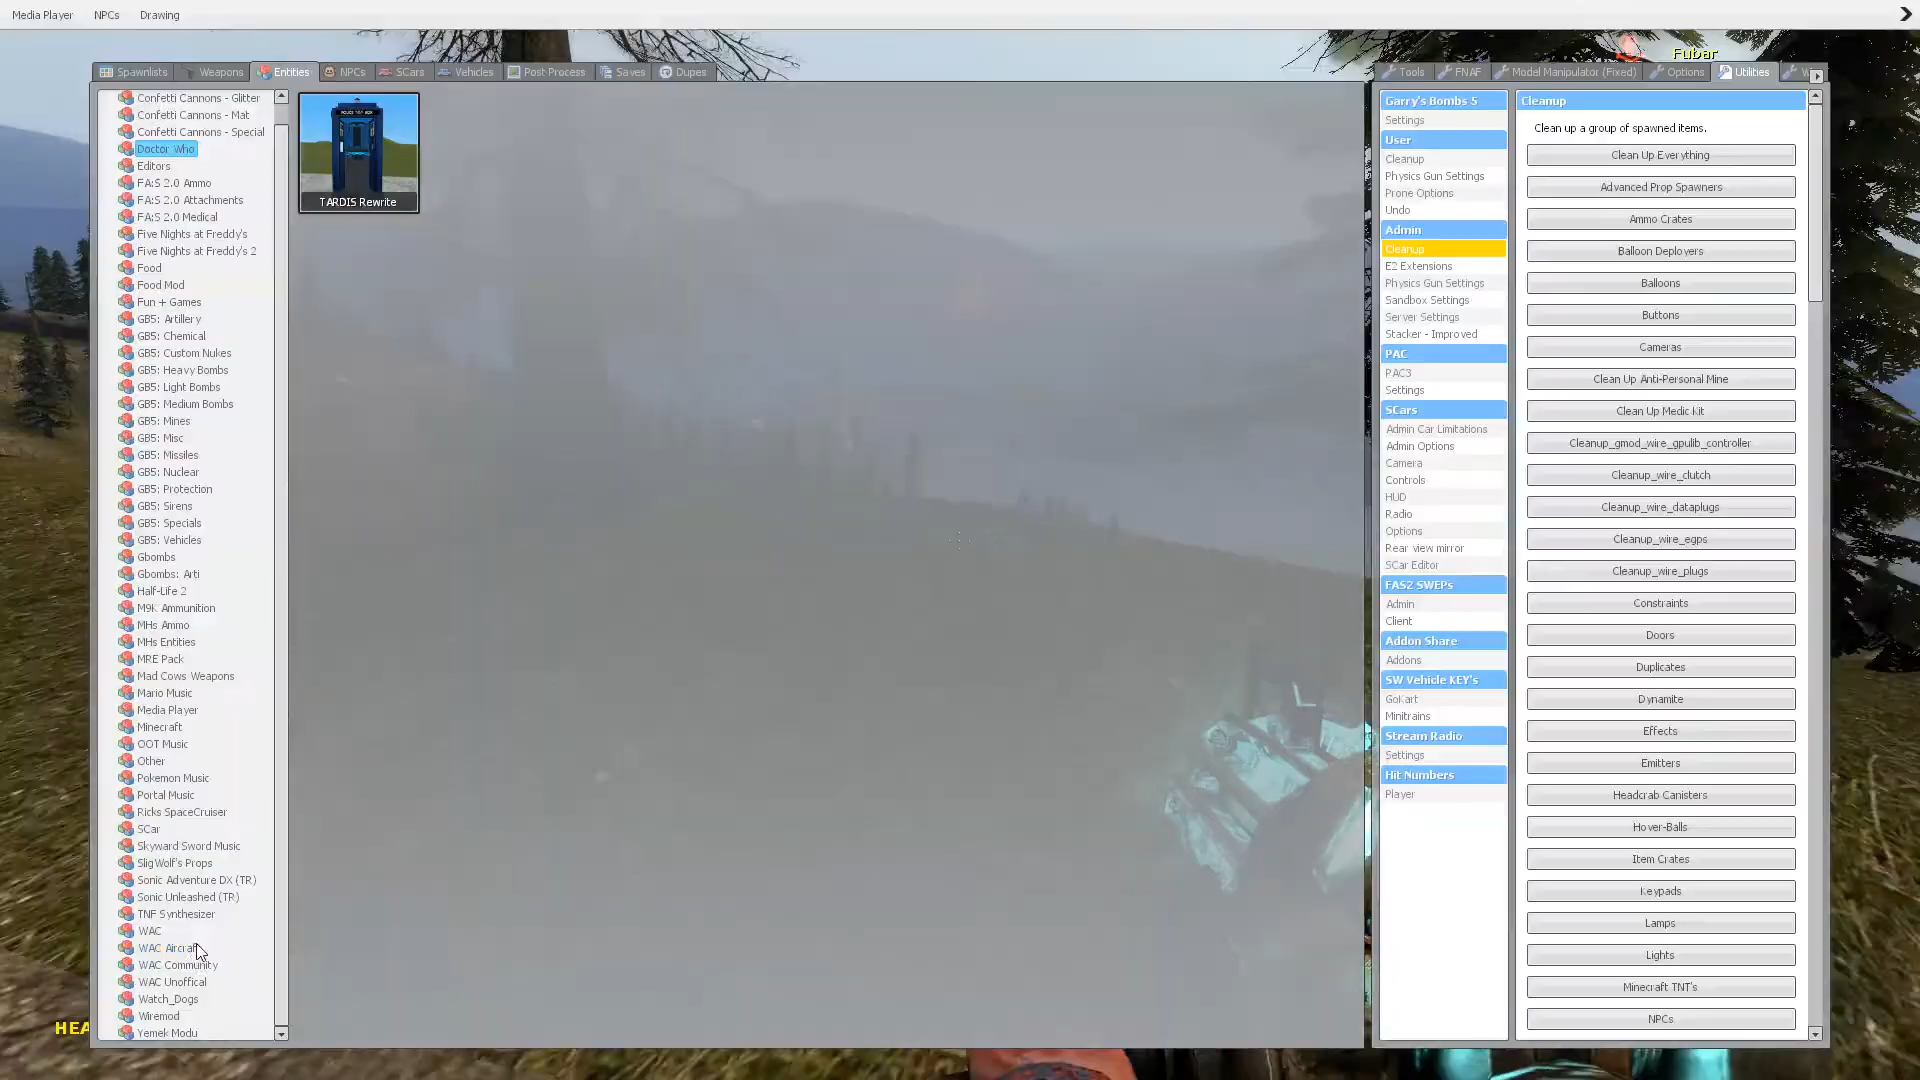 Media Player
NPCs
Drawing
Fubar
Spawnlists
Weapons
Entities
NPCs
SCars
Vehicles
Post Process
Saves
Dupes
Tools
FNAF
Model Manipulator (Fixed)
Options
Utilities
Confetti Cannons - Glitter
Confetti Cannons - Mat
Confetti Cannons - Special
Doctor Who
Editors
FA:S 2.0 Ammo
FA:S 2.0 Attachments
FA:S 2.0 Medical
Five Nights at Freddy's
Five Nights at Freddy's 2
Food
Food Mod
Fun + Games
GB5: Artillery
GB5: Chemical
GB5: Custom Nukes
GB5: Heavy Bombs
GB5: Light Bombs
GB5: Medium Bombs
GB5: Mines
GB5: Misc
GB5: Missiles
GB5: Nuclear
GB5: Protection
GB5: Sirens
GB5: Specials
GB5: Vehicles
Gbombs
Gbombs: Arti
Half-Life 2
M9K Ammunition
MHs Ammo
MHs Entities
MRE Pack
Mad Cows Weapons
Mario Music
Media Player
Minecraft
OOT Music
Other
Pokemon Music
Portal Music
Ricks SpaceCruiser
SCar
Skyward Sword Music
SligWolf's Props
Sonic Adventure DX (TR)
Sonic Unleashed (TR)
TNF Synthesizer
WAC
WAC Aircraft
WAC Community
WAC Unoffical
Watch_Dogs
Wiremod
Yemek Modu
HEA
POLICE BOX
TARDIS Rewrite
Garry's Bombs 5
Settings
User
Cleanup
Physics Gun Settings
Prone Options
Undo
Admin
Cleanup
E2 Extensions
Physics Gun Settings
Sandbox Settings
Server Settings
Stacker - Improved
PAC
PAC3
Settings
SCars
Admin Car Limitations
Admin Options
Camera
Controls
HUD
Radio
Options
Rear view mirror
SCar Editor
FAS2 SWEPs
Admin
Client
Addon Share
Addons
SW Vehicle KEY's
GoKart
Minitrains
Stream Radio
Settings
Hit Numbers
Player
Cleanup
Clean up a group of spawned items.
Clean Up Everything
Advanced Prop Spawners
Ammo Crates
Balloon Deployers
Balloons
Buttons
Cameras
Clean Up Anti-Personal Mine
Clean Up Medic Kit
Cleanup_gmod_wire_gpulib_controller
Cleanup_wire_clutch
Cleanup_wire_dataplugs
Cleanup_wire_egps
Cleanup_wire_plugs
Constraints
Doors
Duplicates
Dynamite
Effects
Emitters
Headcrab Canisters
Hover-Balls
Item Crates
Keypads
Lamps
Lights
Minecraft TNT's
NPCs